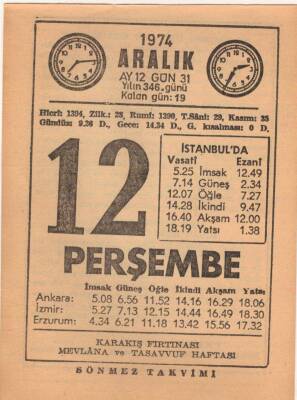 1974
ARALIK
AY 12 GÜN 31
Yılın 346.günü
Kalan gün: 19
Hicri: 1394, Zilk.: 28, Rumi: 1390, T.Sâni: 29, Kasım: 35
Gündüz: 9.26 D., Gece: 14.34 D., G. kısalması: 0 D.
12
İSTANBUL'DA
Vasatî Ezanî
5.25 İmsak 12.49
7.14 Güneş 2.34
12.07 Öğle 7.27
14.28 İkindi 9.47
16.40 Akşam 12.00
18.19 Yatsı 1.38
PERŞEMBE
İmsak Güneş Öğle İkindi Akşam Yatsı
Ankara: 5.08 6.56 11.52 14.16 16.29 18.06
İzmir: 5.27 7.13 12.15 14.44 16.49 18.30
Erzurum: 4.34 6.21 11.18 13.42 15.56 17.32
KARAKIŞ FIRTINASI
MEVLÂNA ve TASAVVUF HAFTASI
SÖNMEZ TAKVİMİ